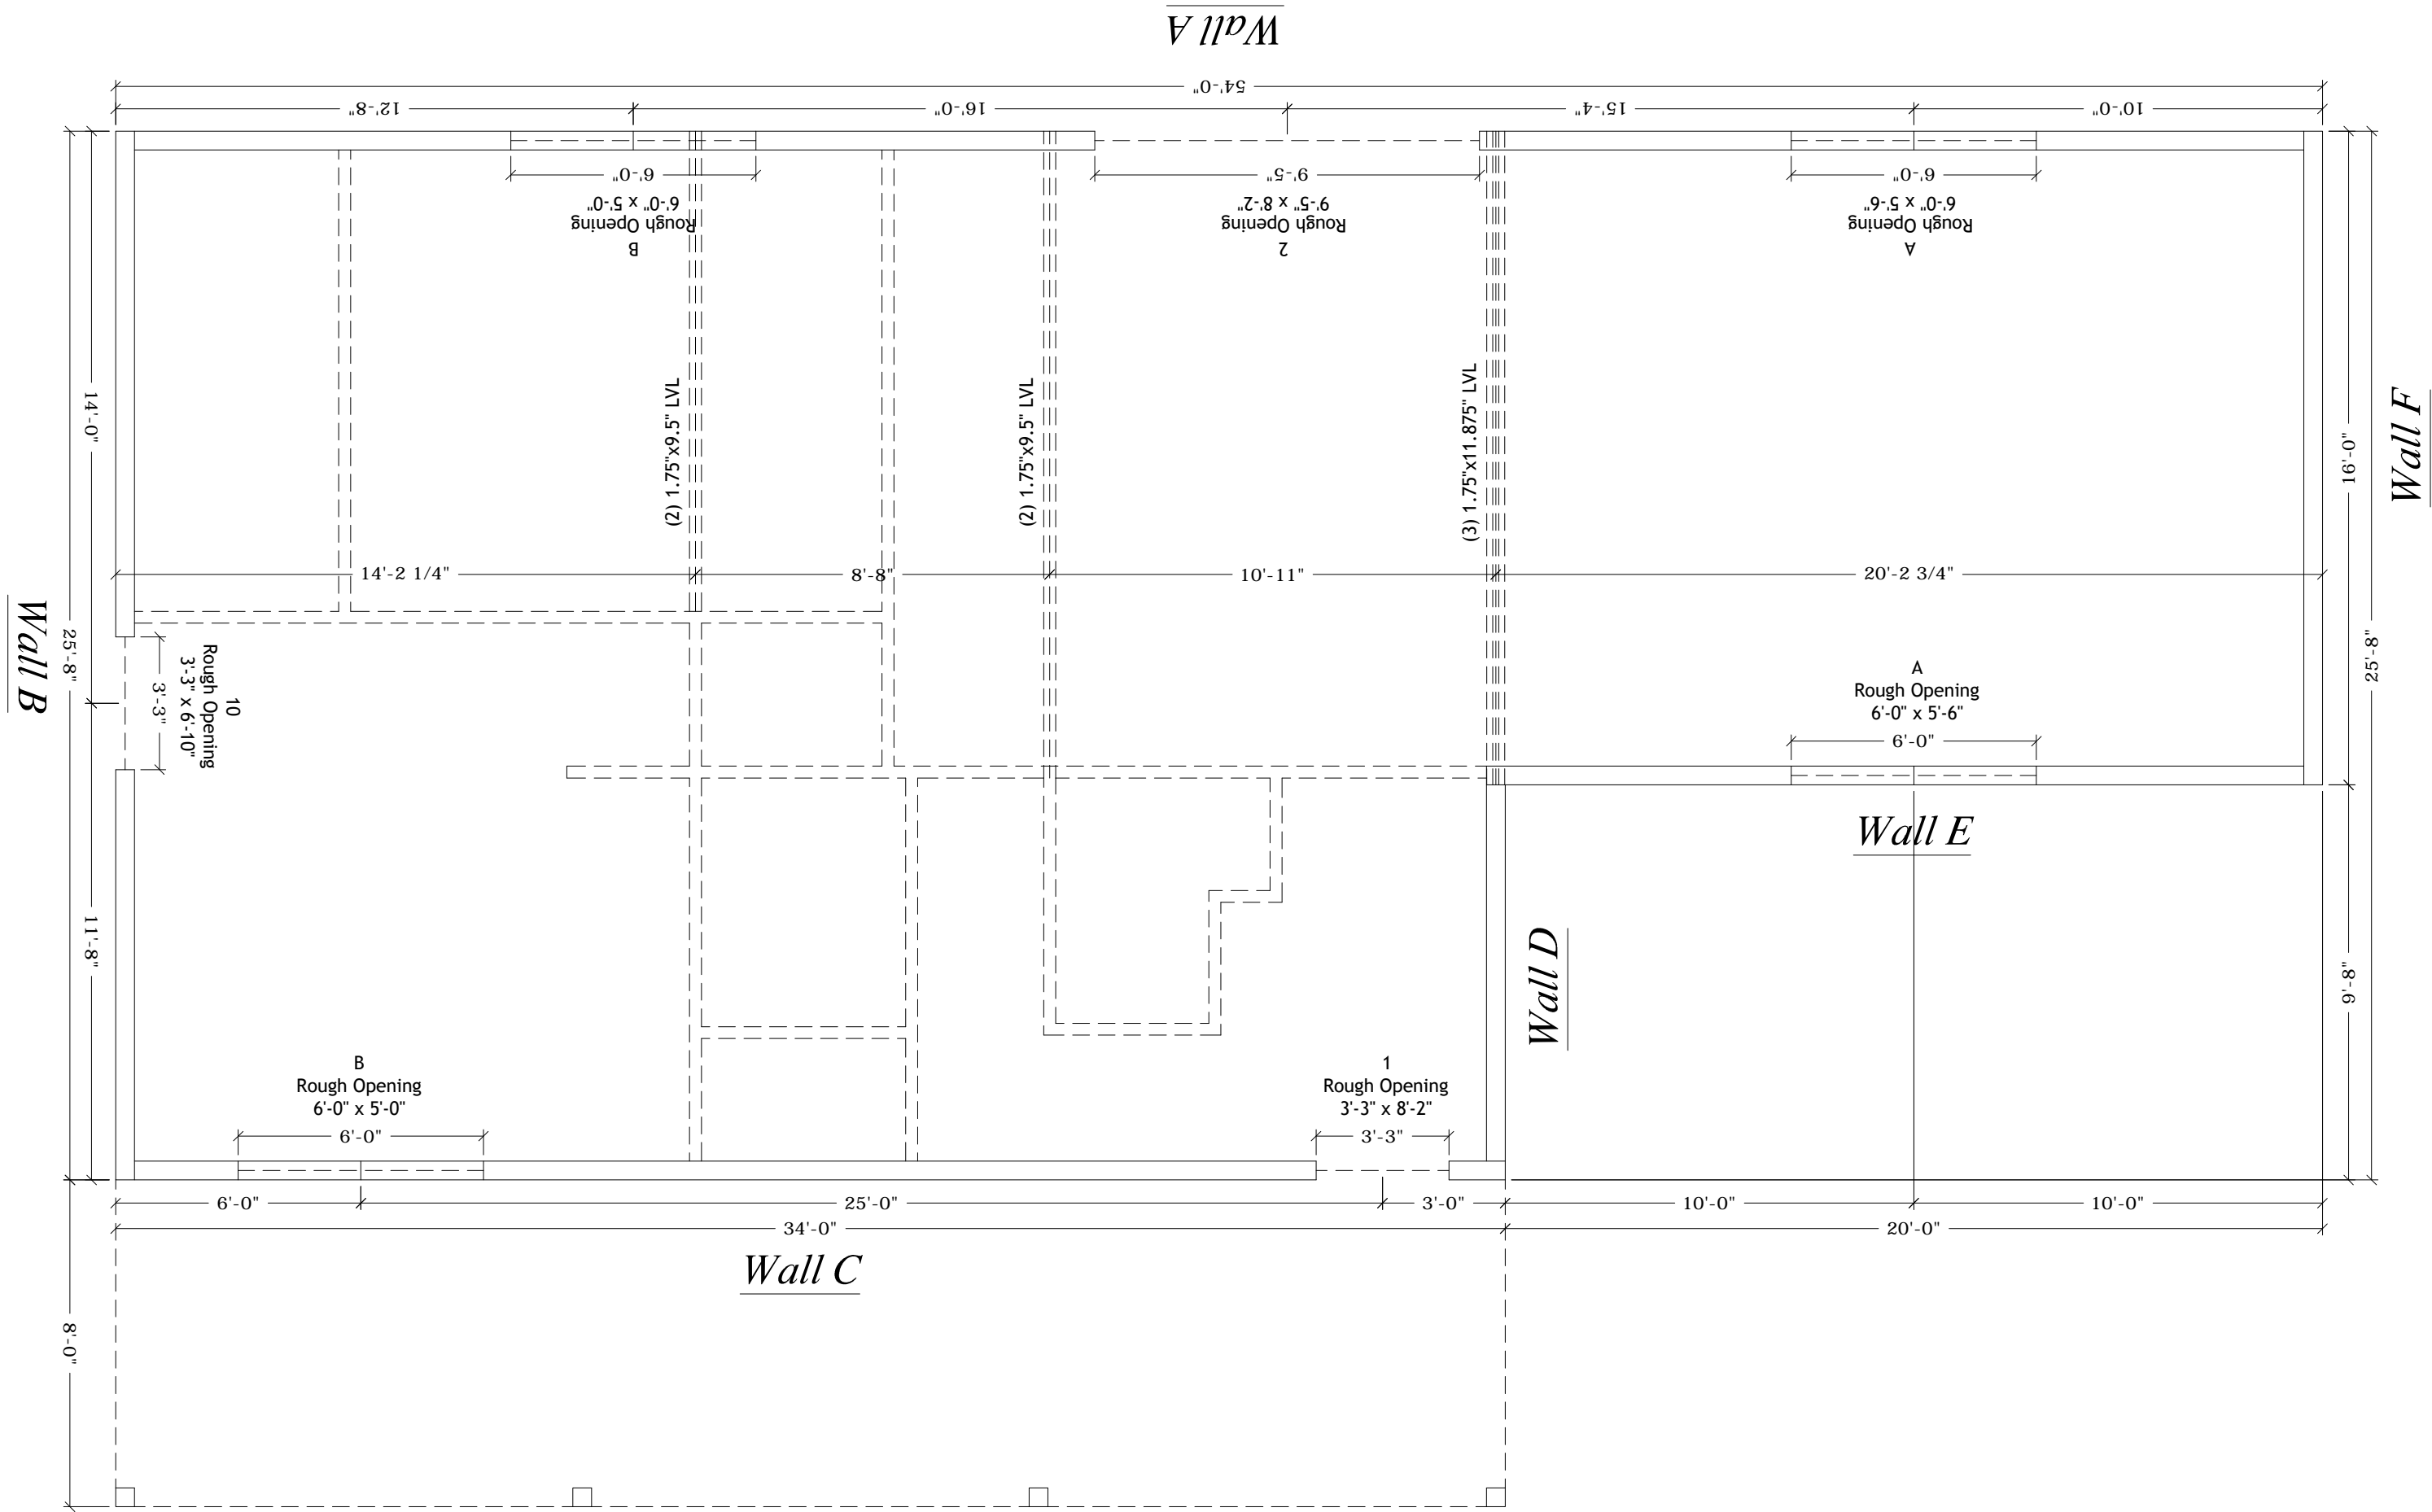 Wall A
54'-0"
12'-8"
16'-0"
15'-4"
10'-0"
6'-0"
9'-5"
6'-0"
B
Rough Opening
6'-0" x 5'-0"
2
Rough Opening
9'-5" x 8'-2"
A
Rough Opening
6'-0" x 5'-6"
14'-0"
25'-8"
11'-8"
Wall B
10
Rough Opening
3'-3" x 6'-10"
3'-3"
(2) 1.75"x9.5" LVL
(2) 1.75"x9.5" LVL
(3) 1.75"x11.875" LVL
14'-2 1/4"
8'-8"
10'-11"
20'-2 3/4"
16'-0"
Wall F
25'-8"
9'-8"
A
Rough Opening
6'-0" x 5'-6"
6'-0"
Wall E
Wall D
B
Rough Opening
6'-0" x 5'-0"
6'-0"
1
Rough Opening
3'-3" x 8'-2"
3'-3"
6'-0"
25'-0"
3'-0"
10'-0"
10'-0"
34'-0"
20'-0"
Wall C
8'-0"